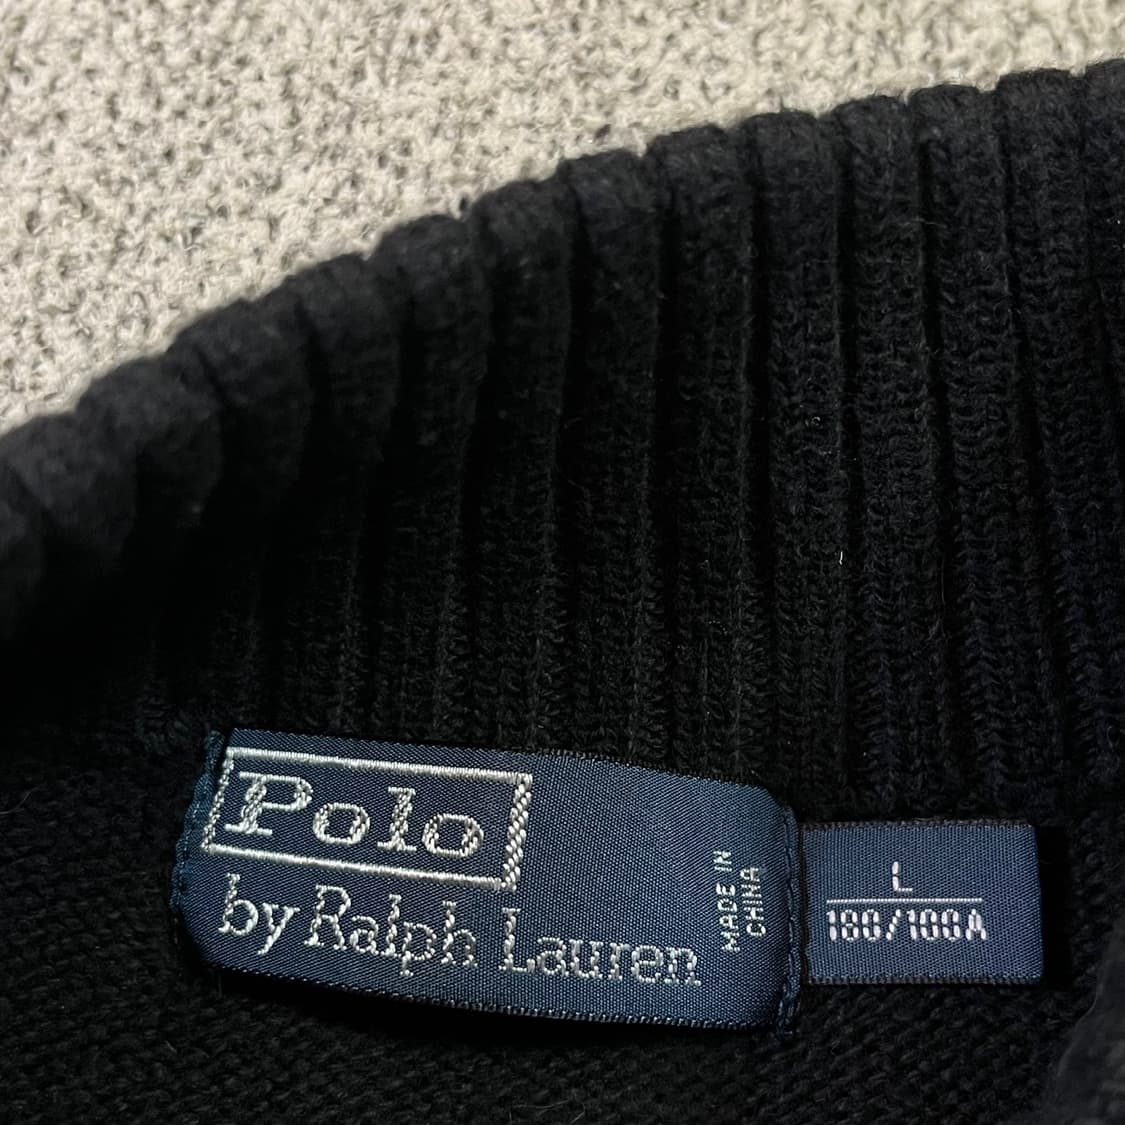 Polo
by Ralph Lauren
MADE IN
CHINA
L
180/100A